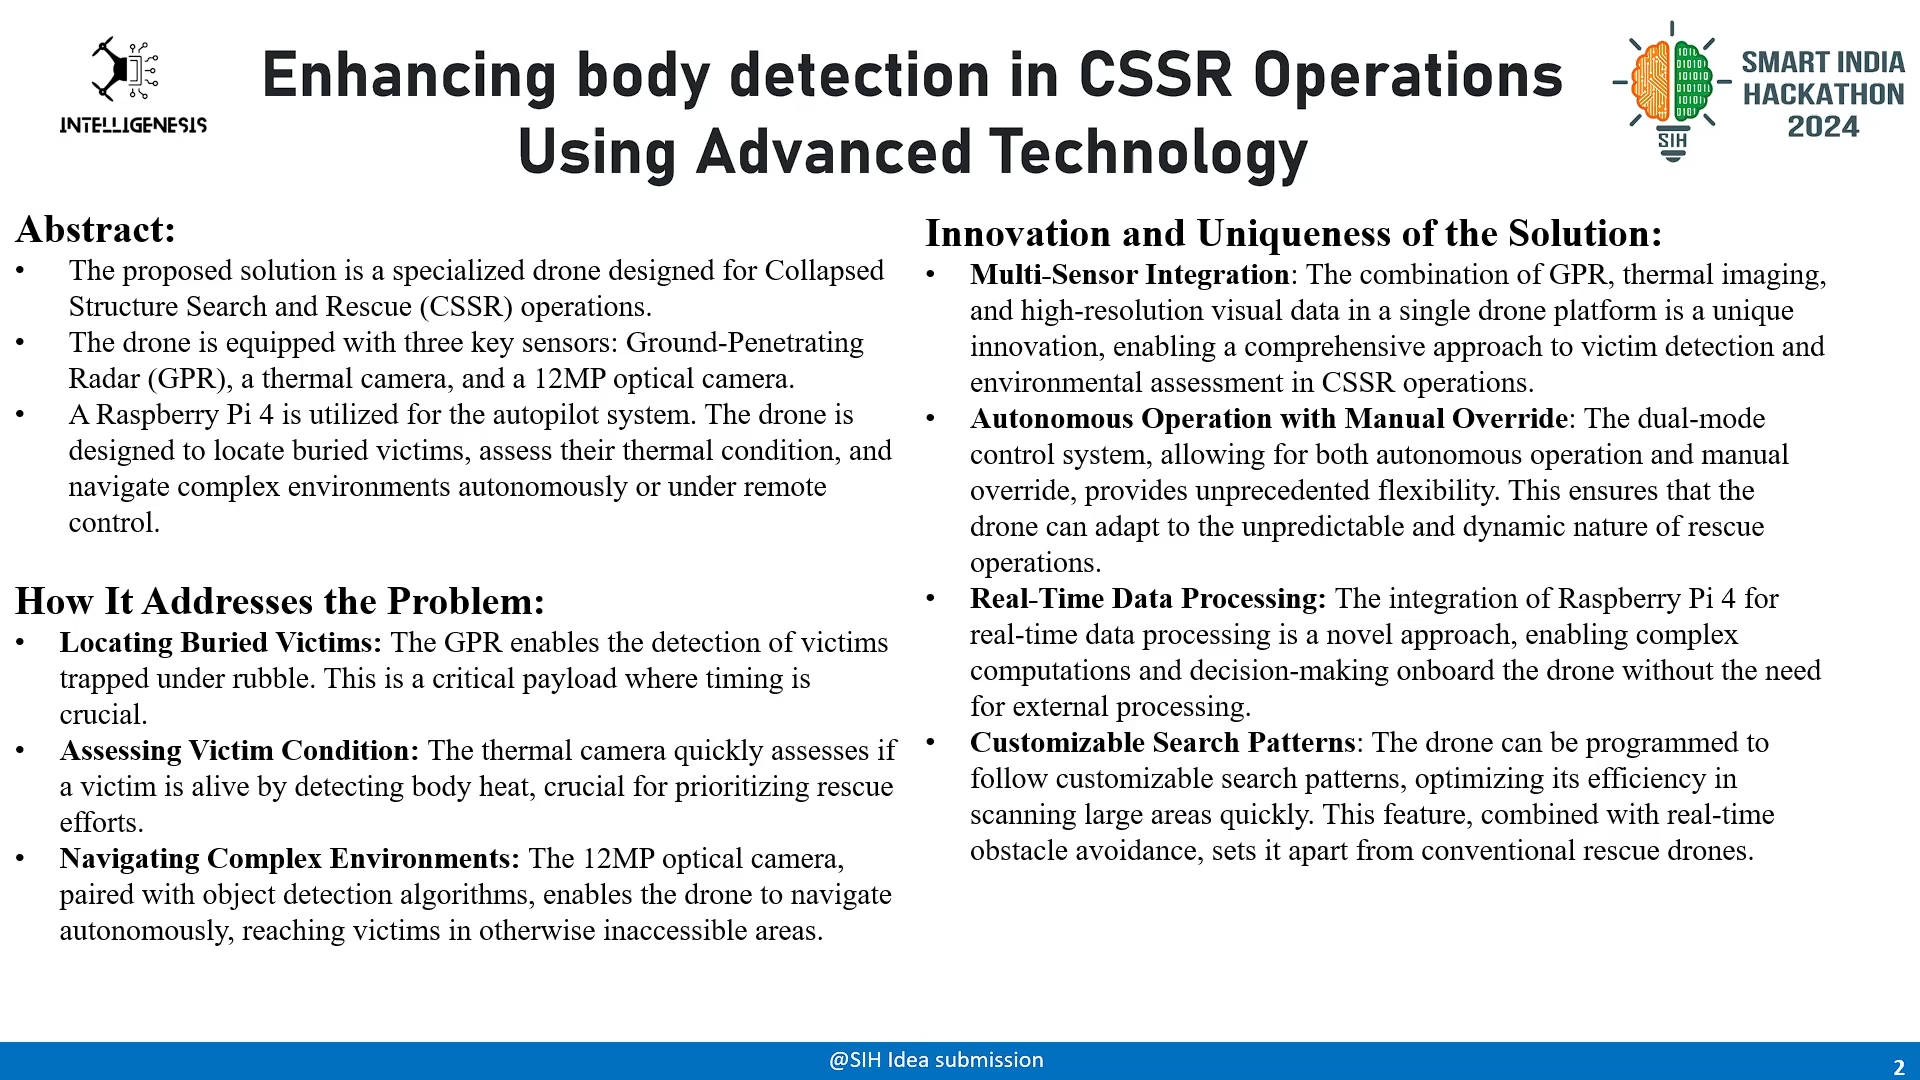 INTELLIGENESIS
Enhancing body detection in CSSR Operations
Using Advanced Technology
SIH
SMART INDIA
HACKATHON
2024
Abstract:
• The proposed solution is a specialized drone designed for Collapsed
Structure Search and Rescue (CSSR) operations.
• The drone is equipped with three key sensors: Ground-Penetrating
Radar (GPR), a thermal camera, and a 12MP optical camera.
• A Raspberry Pi 4 is utilized for the autopilot system. The drone is
designed to locate buried victims, assess their thermal condition, and
navigate complex environments autonomously or under remote
control.
How It Addresses the Problem:
• Locating Buried Victims: The GPR enables the detection of victims
trapped under rubble. This is a critical payload where timing is
crucial.
• Assessing Victim Condition: The thermal camera quickly assesses if
a victim is alive by detecting body heat, crucial for prioritizing rescue
efforts.
• Navigating Complex Environments: The 12MP optical camera,
paired with object detection algorithms, enables the drone to navigate
autonomously, reaching victims in otherwise inaccessible areas.
Innovation and Uniqueness of the Solution:
• Multi-Sensor Integration: The combination of GPR, thermal imaging,
and high-resolution visual data in a single drone platform is a unique
innovation, enabling a comprehensive approach to victim detection and
environmental assessment in CSSR operations.
• Autonomous Operation with Manual Override: The dual-mode
control system, allowing for both autonomous operation and manual
override, provides unprecedented flexibility. This ensures that the
drone can adapt to the unpredictable and dynamic nature of rescue
operations.
• Real-Time Data Processing: The integration of Raspberry Pi 4 for
real-time data processing is a novel approach, enabling complex
computations and decision-making onboard the drone without the need
for external processing.
• Customizable Search Patterns: The drone can be programmed to
follow customizable search patterns, optimizing its efficiency in
scanning large areas quickly. This feature, combined with real-time
obstacle avoidance, sets it apart from conventional rescue drones.
@SIH Idea submission
2